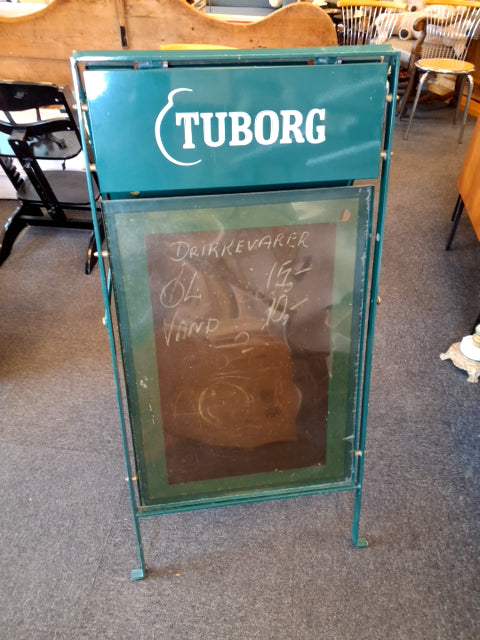 TUBORG
DRIKKEVARER
ØL 15,-
VAND 10,-